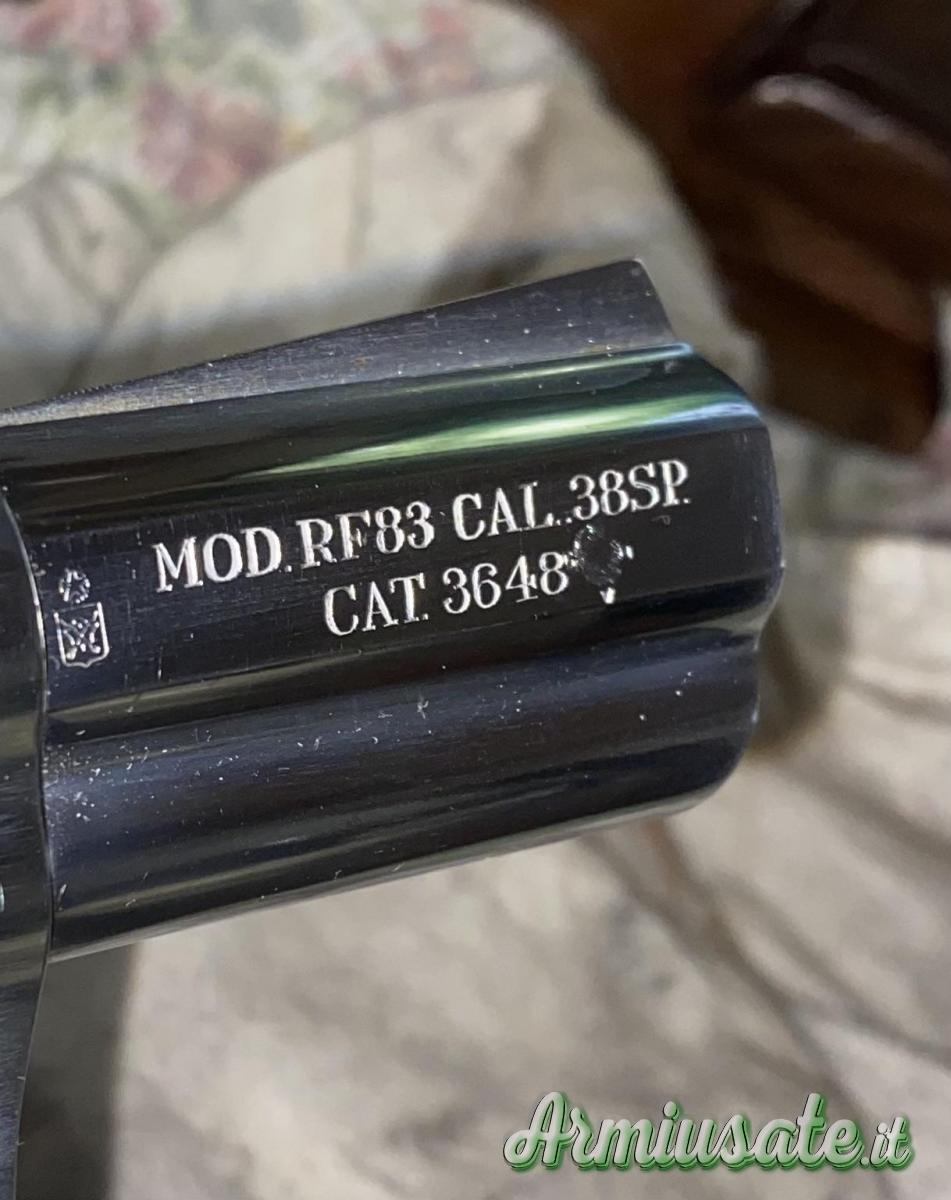 MOD. RF83 CAL..38SP.
CAT. 3648
Armiusate.it